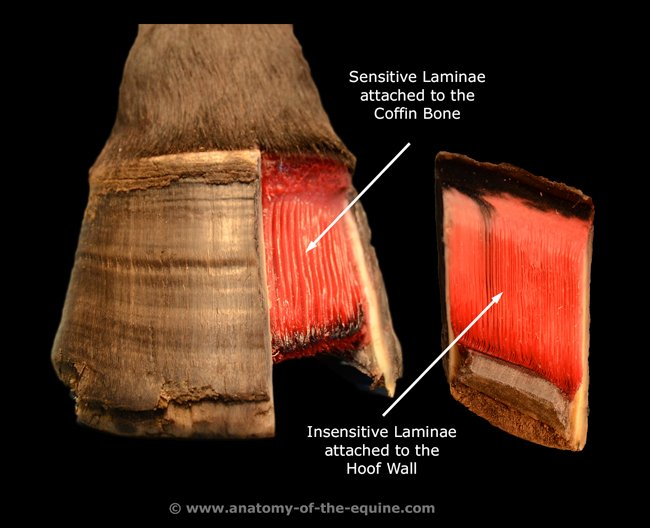 Sensitive Laminae
attached to the
Coffin Bone
Insensitive Laminae
attached to the
Hoof Wall
© www.anatomy-of-the-equine.com